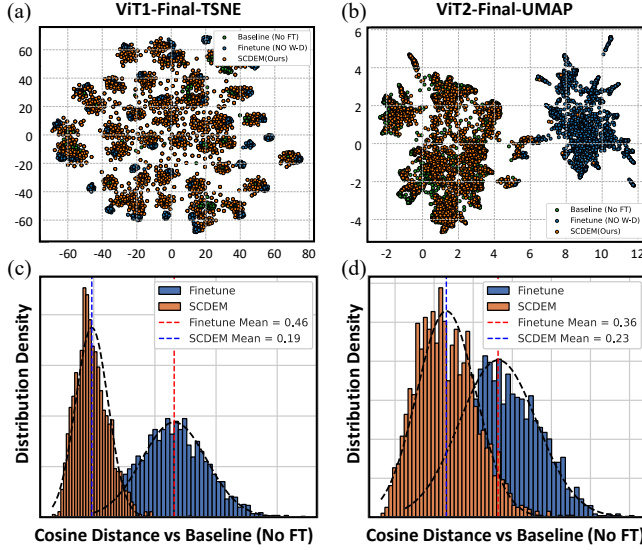 (a)
ViT1-Final-TSNE
Baseline (No FT)
Finetune (NO W-D)
SCDEM(Ours)
60
40
20
0
-20
-40
-60
-60
-40
-20
0
20
40
60
80
(b)
ViT2-Final-UMAP
6
4
2
0
-2
-4
Baseline (No FT)
Finetune (NO W-D)
SCDEM(Ours)
-2
0
2
4
6
8
10
12
(c)
Distribution Density
Finetune
SCDEM
Finetune Mean = 0.46
SCDEM Mean = 0.19
Cosine Distance vs Baseline (No FT)
(d)
Distribution Density
Finetune
SCDEM
Finetune Mean = 0.36
SCDEM Mean = 0.23
Cosine Distance vs Baseline (No FT)